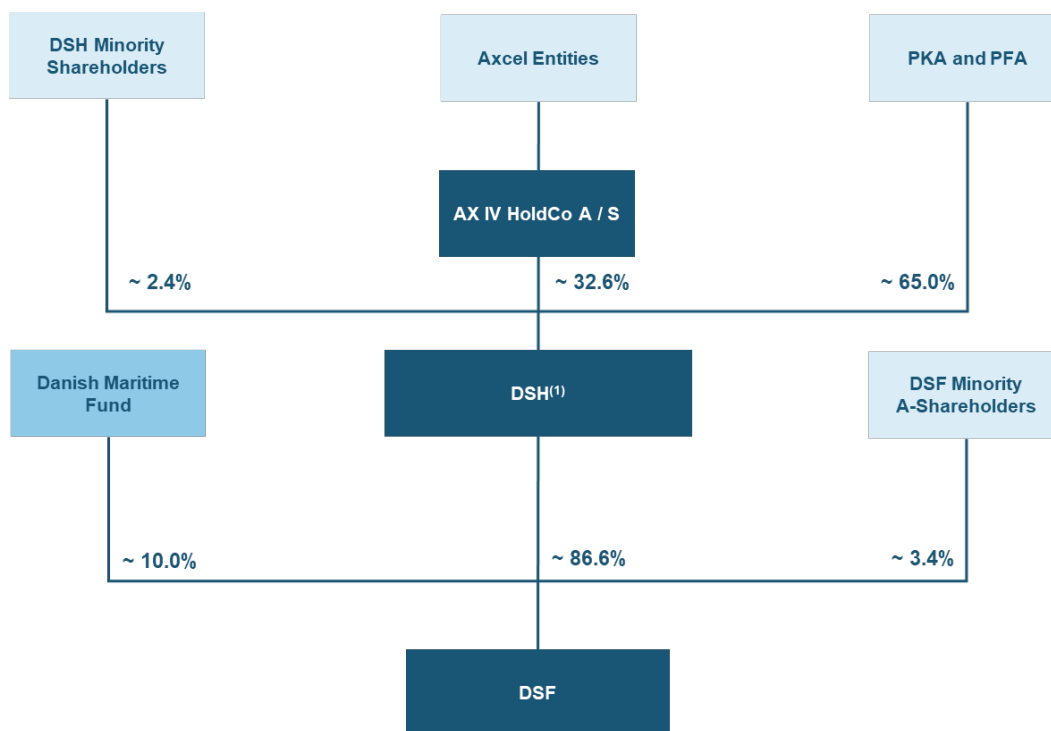 DSH Minority
Shareholders
Axcel Entities
PKA and PFA
AX IV HoldCo A / S
~ 2.4%
~ 32.6%
~ 65.0%
Danish Maritime
Fund
DSH(1)
DSF Minority
A-Shareholders
~ 10.0%
~ 86.6%
~ 3.4%
DSF